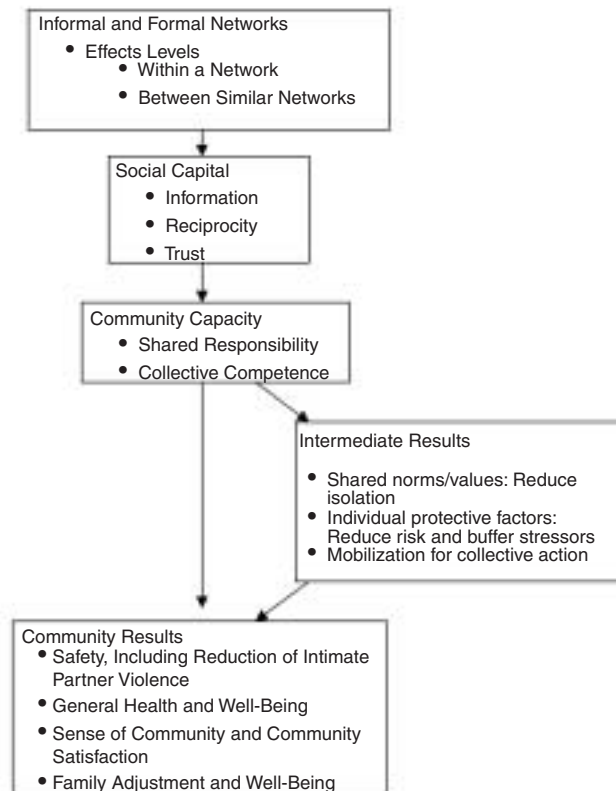 Informal and Formal Networks
• Effects Levels
• Within a Network
• Between Similar Networks
Social Capital
• Information
• Reciprocity
• Trust
Community Capacity
• Shared Responsibility
• Collective Competence
Intermediate Results
• Shared norms/values: Reduce
isolation
• Individual protective factors:
Reduce risk and buffer stressors
• Mobilization for collective action
Community Results
• Safety, Including Reduction of Intimate
Partner Violence
• General Health and Well-Being
• Sense of Community and Community
Satisfaction
• Family Adjustment and Well-Being